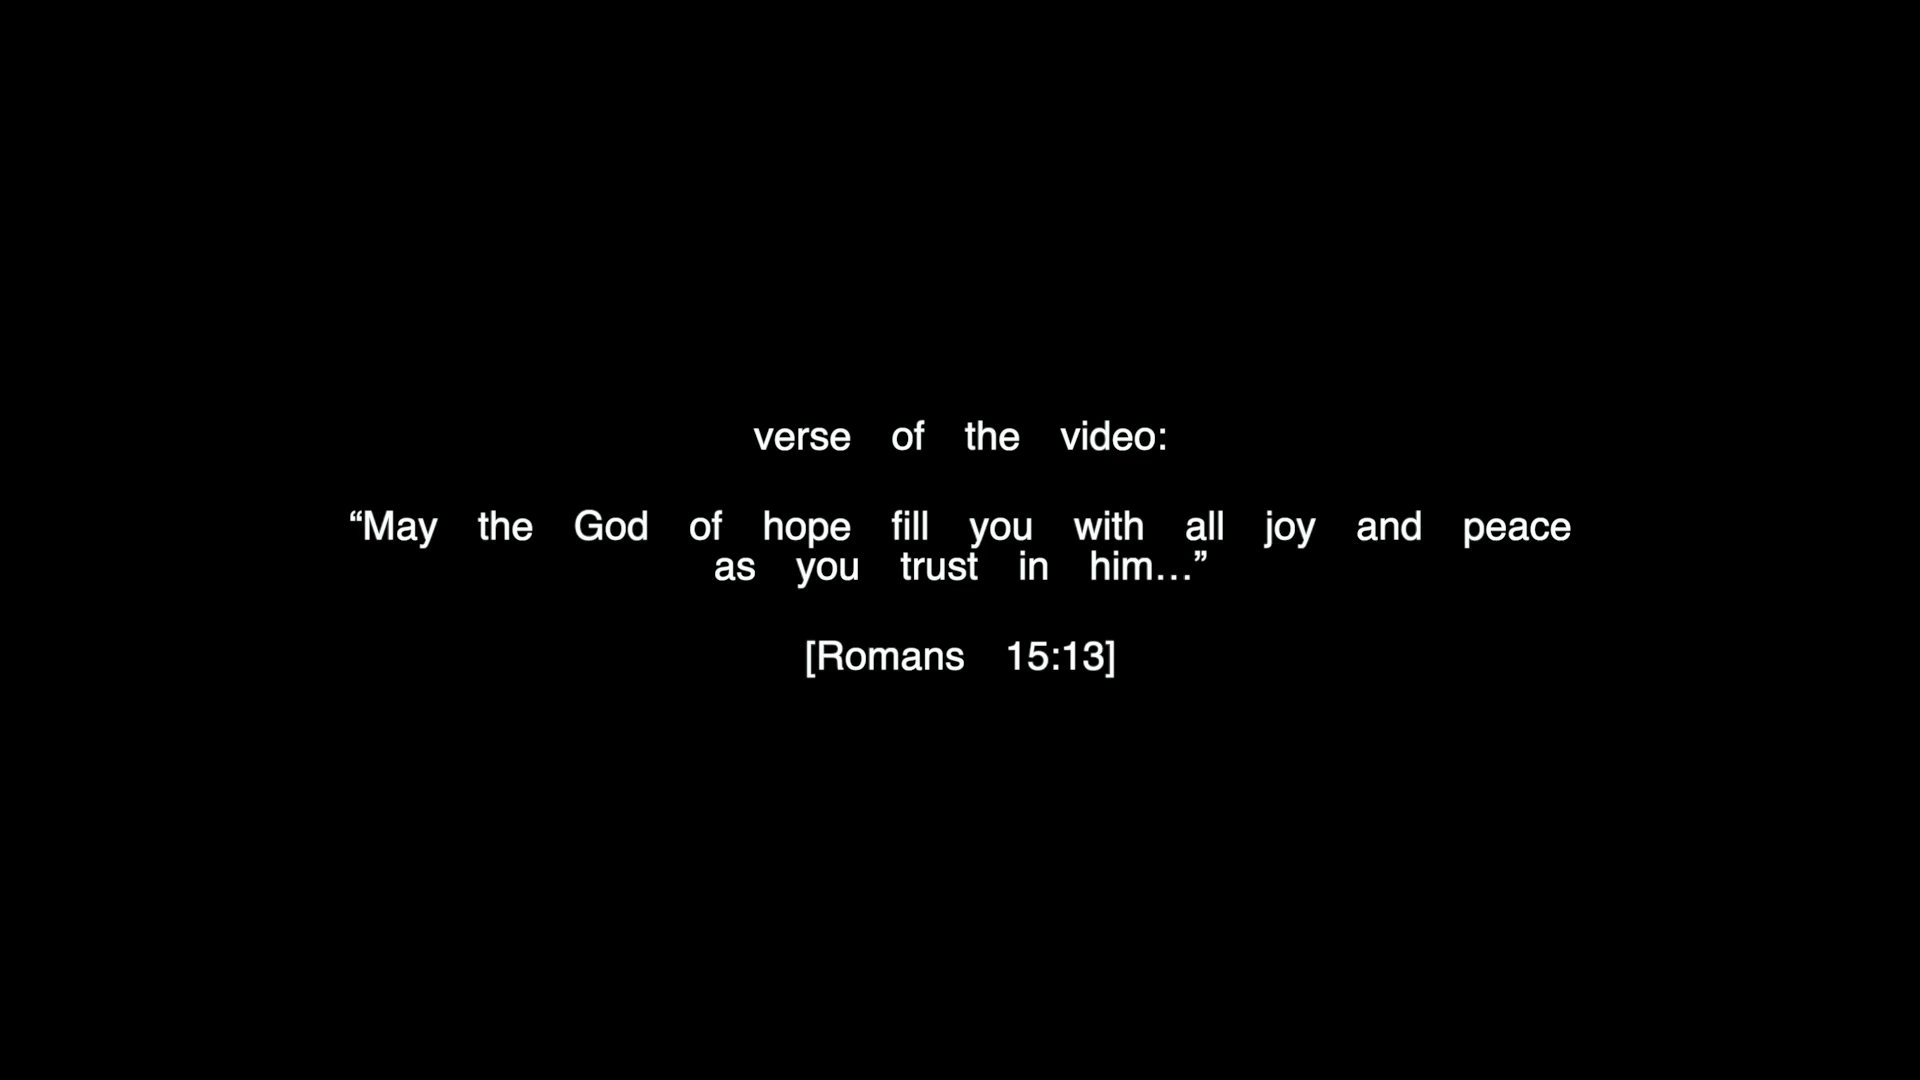 verse of the video:
“May the God of hope fill you with all joy and peace
as you trust in him…”
[Romans 15:13]